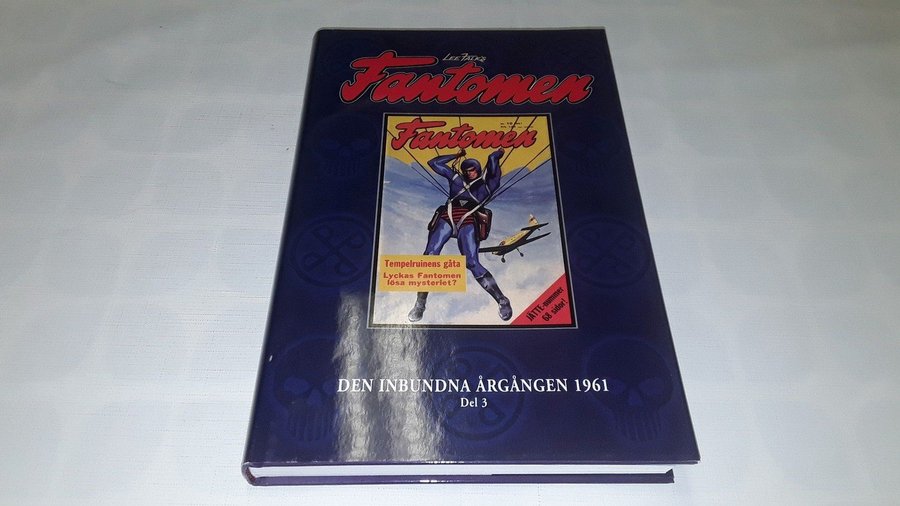 LEE FALKS
Fantomen
Fantomen
Tempelruinens gåta
Lyckas Fantomen
lösa mysteriet?
JÄTTE-nummer
68 sidor!
DEN INBUNDNA ÅRGÅNGEN 1961
Del 3